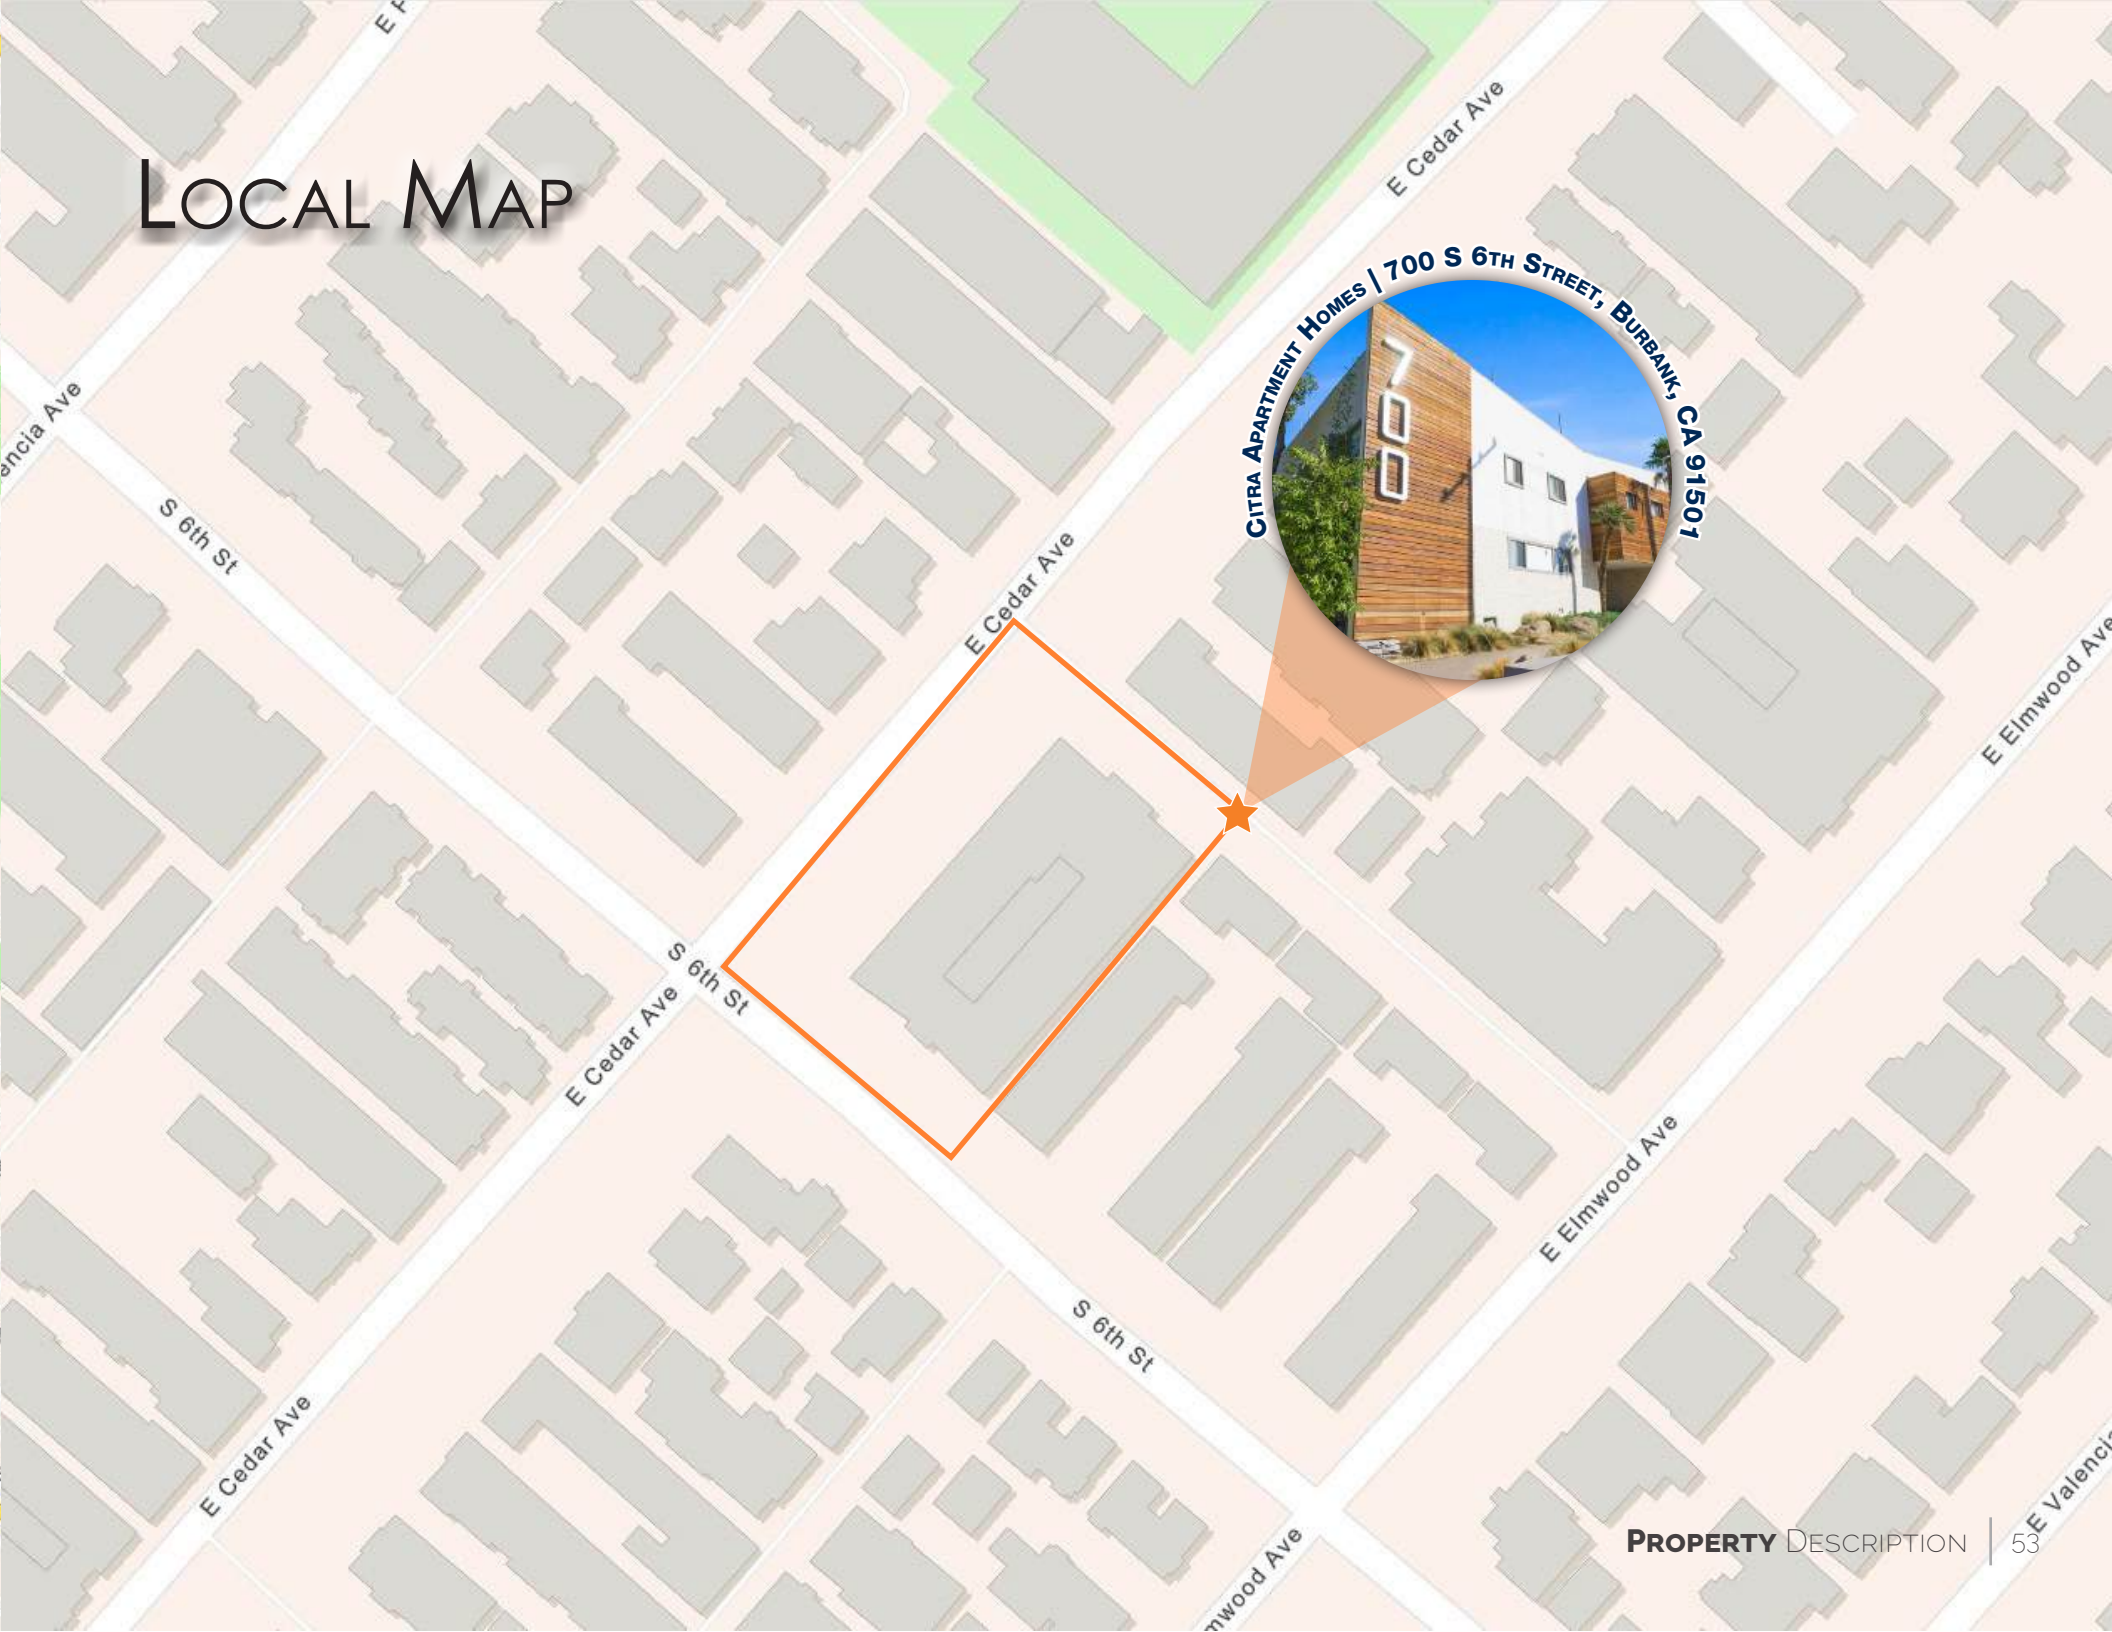 LOCAL MAP
E Cedar Ave
CITRA APARTMENT HOMES | 700 S 6TH STREET, BURBANK, CA 91501
700
S 6th St
E Cedar Ave
E Elmwood Ave
S 6th St
E Cedar Ave
E Elmwood Ave
S 6th St
E Cedar Ave
PROPERTY DESCRIPTION | 53